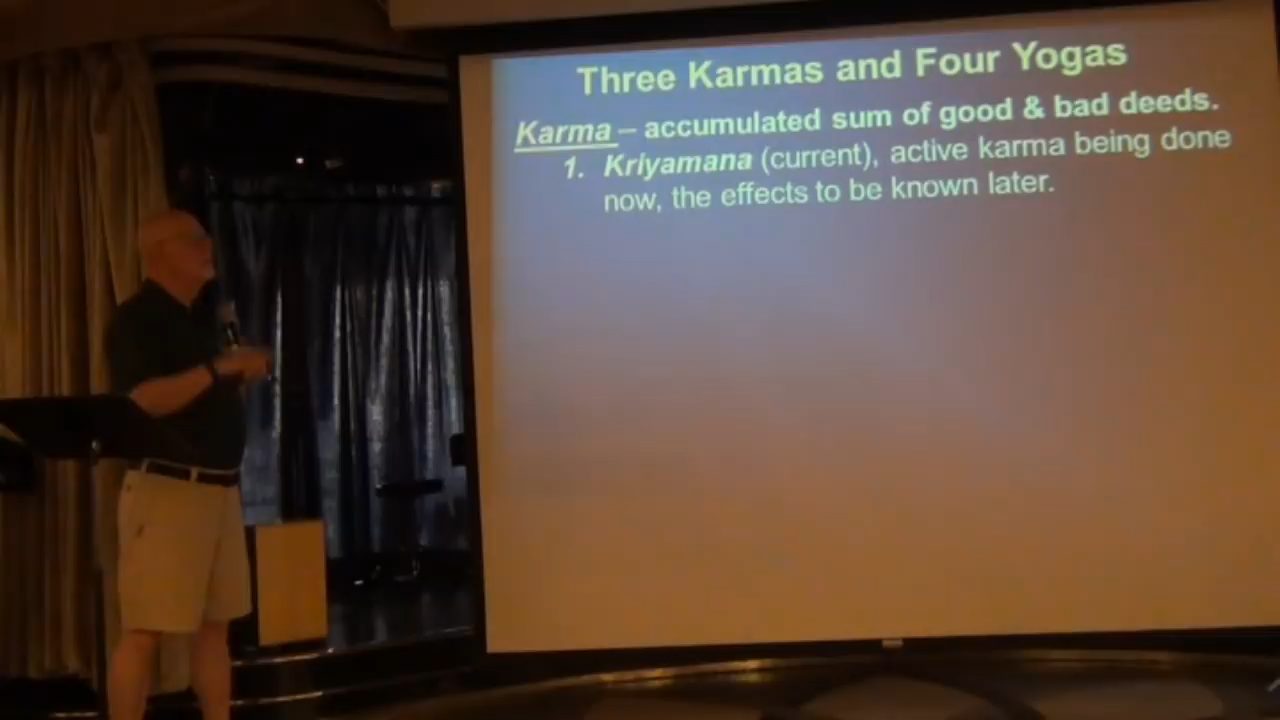 Three Karmas and Four Yogas
Karma – accumulated sum of good & bad deeds.
1. Kriyamana (current), active karma being done
now, the effects to be known later.